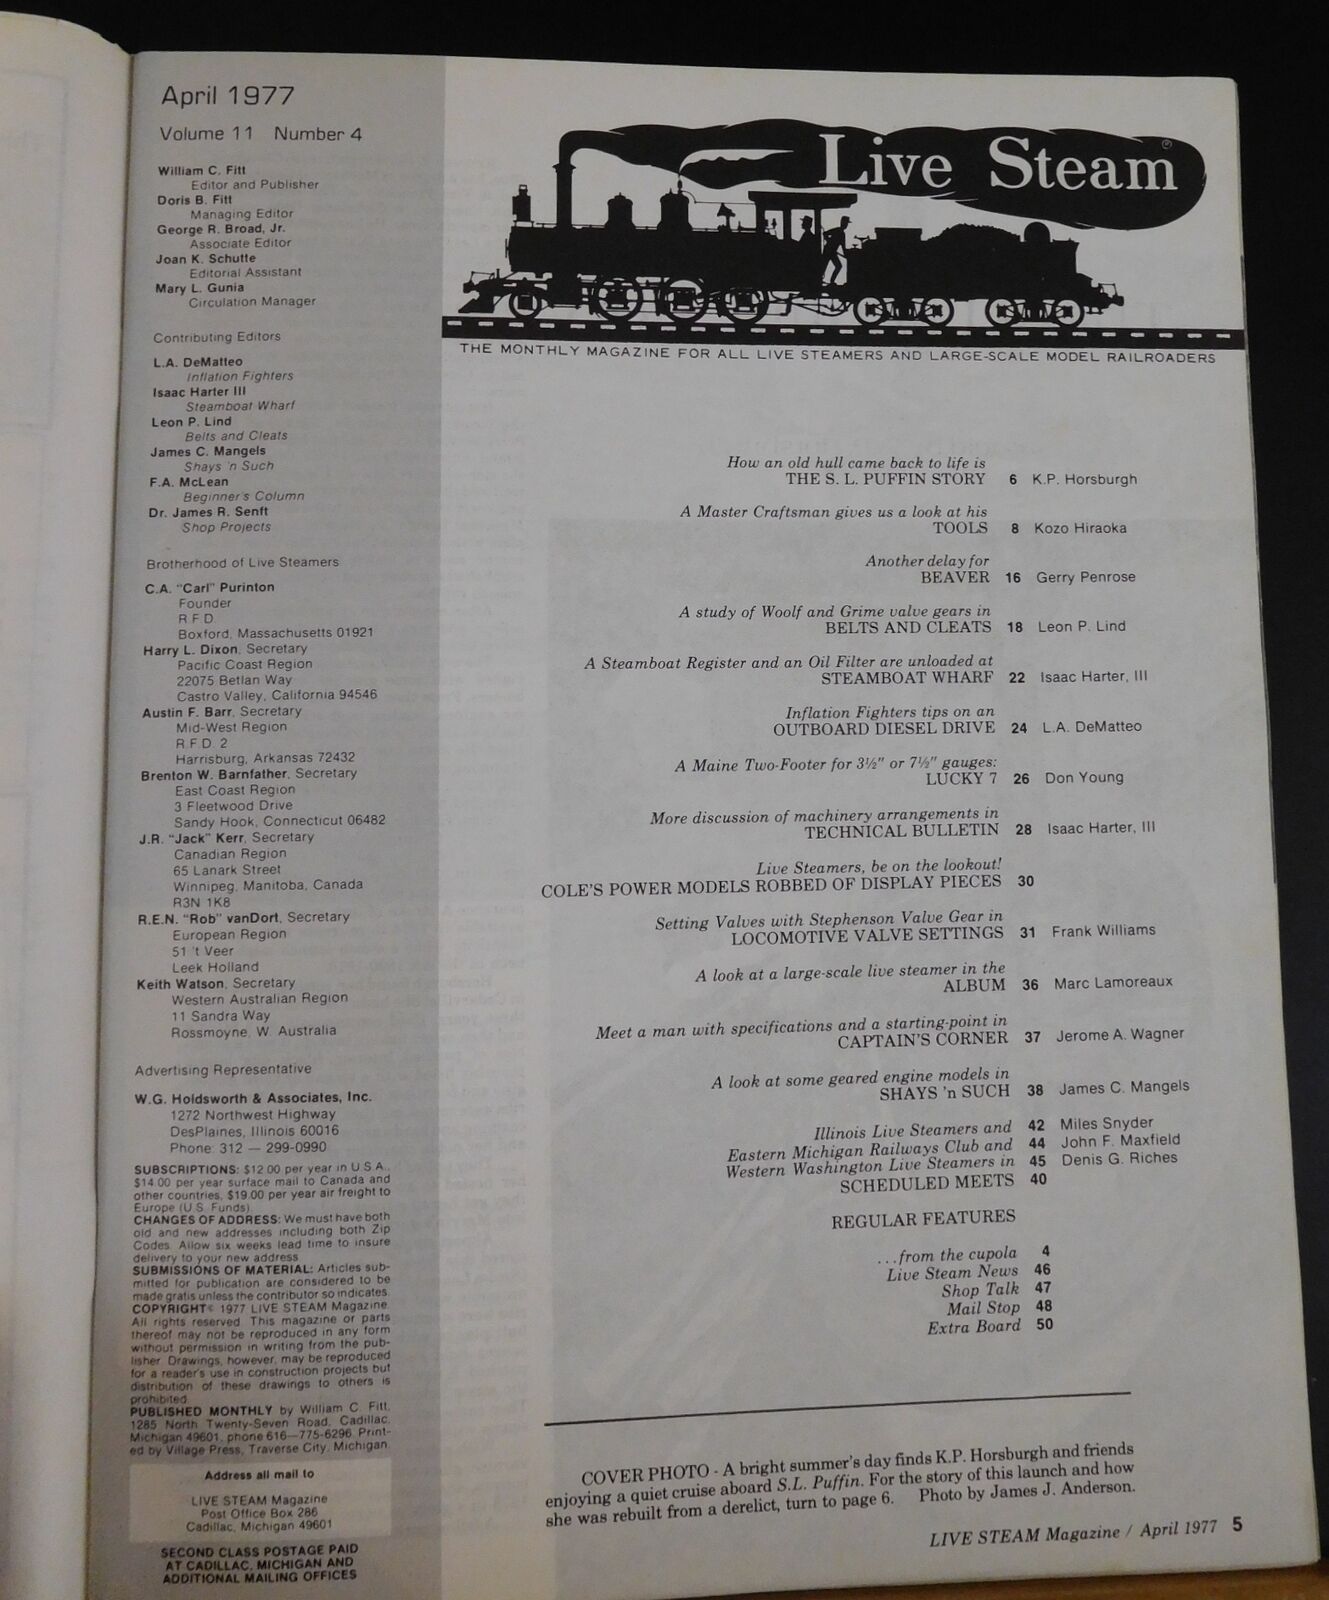 April 1977
Volume 11 Number 4
William C. Fitt
Editor and Publisher
Doris B. Fitt
Managing Editor
George R. Broad, Jr.
Associate Editor
Joan K. Schutte
Editorial Assistant
Mary L. Gunia
Circulation Manager
Contributing Editors
L.A. DeMatteo
Inflation Fighters
Isaac Harter III
Steamboat Wharf
Leon P. Lind
Belts and Cleats
James C. Mangels
Shays 'n Such
F.A. McLean
Beginner's Column
Dr. James R. Senft
Shop Projects
Brotherhood of Live Steamers
C.A. "Carl" Purinton
Founder
R F D
Boxford, Massachusetts 01921
Harry L. Dixon, Secretary
Pacific Coast Region
22075 Betlan Way
Castro Valley, California 94546
Austin F. Barr, Secretary
Mid-West Region
R.F.D. 2
Harrisburg, Arkansas 72432
Brenton W. Barnfather, Secretary
East Coast Region
3 Fleetwood Drive
Sandy Hook, Connecticut 06482
J.R. "Jack" Kerr, Secretary
Canadian Region
65 Lanark Street
Winnipeg, Manitoba, Canada
R3N 1K8
R.E.N. "Rob" vanDort, Secretary
European Region
51 't Veer
Leek Holland
Keith Watson, Secretary
Western Australian Region
11 Sandra Way
Rossmoyne, W. Australia
Advertising Representative
W.G. Holdsworth & Associates, Inc.
1272 Northwest Highway
DesPlaines, Illinois 60016
Phone: 312 — 299-0990
SUBSCRIPTIONS: $12.00 per year in U.S.A.,
$14.00 per year surface mail to Canada and
other countries, $19.00 per year air freight to
Europe (U.S. Funds)
CHANGES OF ADDRESS: We must have both
old and new addresses including both Zip
Codes. Allow six weeks lead time to insure
delivery to your new address
SUBMISSIONS OF MATERIAL: Articles sub-
mitted for publication are considered to be
made gratis unless the contributor so indicates.
COPYRIGHT© 1977 LIVE STEAM Magazine.
All rights reserved. This magazine or parts
thereof may not be reproduced in any form
without permission in writing from the pub-
lisher. Drawings, however, may be reproduced
for a reader's use in construction projects but
distribution of these drawings to others is
prohibited.
PUBLISHED MONTHLY by William C. Fitt,
1285 North Twenty-Seven Road, Cadillac,
Michigan 49601, phone 616—775-6296. Print-
ed by Village Press, Traverse City, Michigan.
Address all mail to
LIVE STEAM Magazine
Post Office Box 286
Cadillac, Michigan 49601
SECOND CLASS POSTAGE PAID
AT CADILLAC, MICHIGAN AND
ADDITIONAL MAILING OFFICES
Live Steam®
THE MONTHLY MAGAZINE FOR ALL LIVE STEAMERS AND LARGE-SCALE MODEL RAILROADERS
How an old hull came back to life is
THE S. L. PUFFIN STORY 6 K.P. Horsburgh
A Master Craftsman gives us a look at his
TOOLS 8 Kozo Hiraoka
Another delay for
BEAVER 16 Gerry Penrose
A study of Woolf and Grime valve gears in
BELTS AND CLEATS 18 Leon P. Lind
A Steamboat Register and an Oil Filter are unloaded at
STEAMBOAT WHARF 22 Isaac Harter, III
Inflation Fighters tips on an
OUTBOARD DIESEL DRIVE 24 L.A. DeMatteo
A Maine Two-Footer for 3½" or 7½" gauges:
LUCKY 7 26 Don Young
More discussion of machinery arrangements in
TECHNICAL BULLETIN 28 Isaac Harter, III
Live Steamers, be on the lookout!
COLE'S POWER MODELS ROBBED OF DISPLAY PIECES 30
Setting Valves with Stephenson Valve Gear in
LOCOMOTIVE VALVE SETTINGS 31 Frank Williams
A look at a large-scale live steamer in the
ALBUM 36 Marc Lamoreaux
Meet a man with specifications and a starting-point in
CAPTAIN'S CORNER 37 Jerome A. Wagner
A look at some geared engine models in
SHAYS 'n SUCH 38 James C. Mangels
Illinois Live Steamers and 42 Miles Snyder
Eastern Michigan Railways Club and 44 John F. Maxfield
Western Washington Live Steamers in 45 Denis G. Riches
SCHEDULED MEETS 40
REGULAR FEATURES
...from the cupola 4
Live Steam News 46
Shop Talk 47
Mail Stop 48
Extra Board 50
COVER PHOTO - A bright summer's day finds K.P. Horsburgh and friends
enjoying a quiet cruise aboard S.L. Puffin. For the story of this launch and how
she was rebuilt from a derelict, turn to page 6. Photo by James J. Anderson.
LIVE STEAM Magazine / April 1977 5